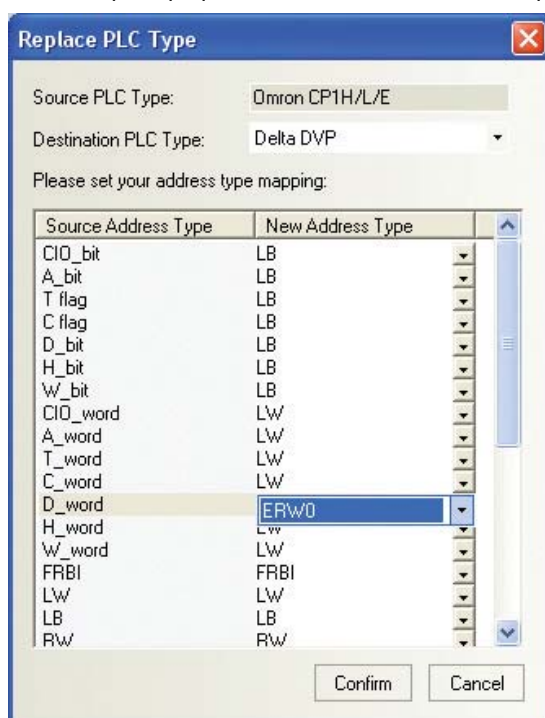 Replace PLC Type
Source PLC Type: Omron CP1H/L/E
Destination PLC Type: Delta DVP
Please set your address type mapping:
Source Address Type New Address Type
CIO_bit LB
A_bit LB
T flag LB
C flag LB
D_bit LB
H_bit LB
W_bit LB
CIO_word LW
A_word LW
T_word LW
C_word LW
D_word ERW0
H_word LW
W_word LW
FRBI FRBI
LW LW
LB LB
RW RW
Confirm Cancel